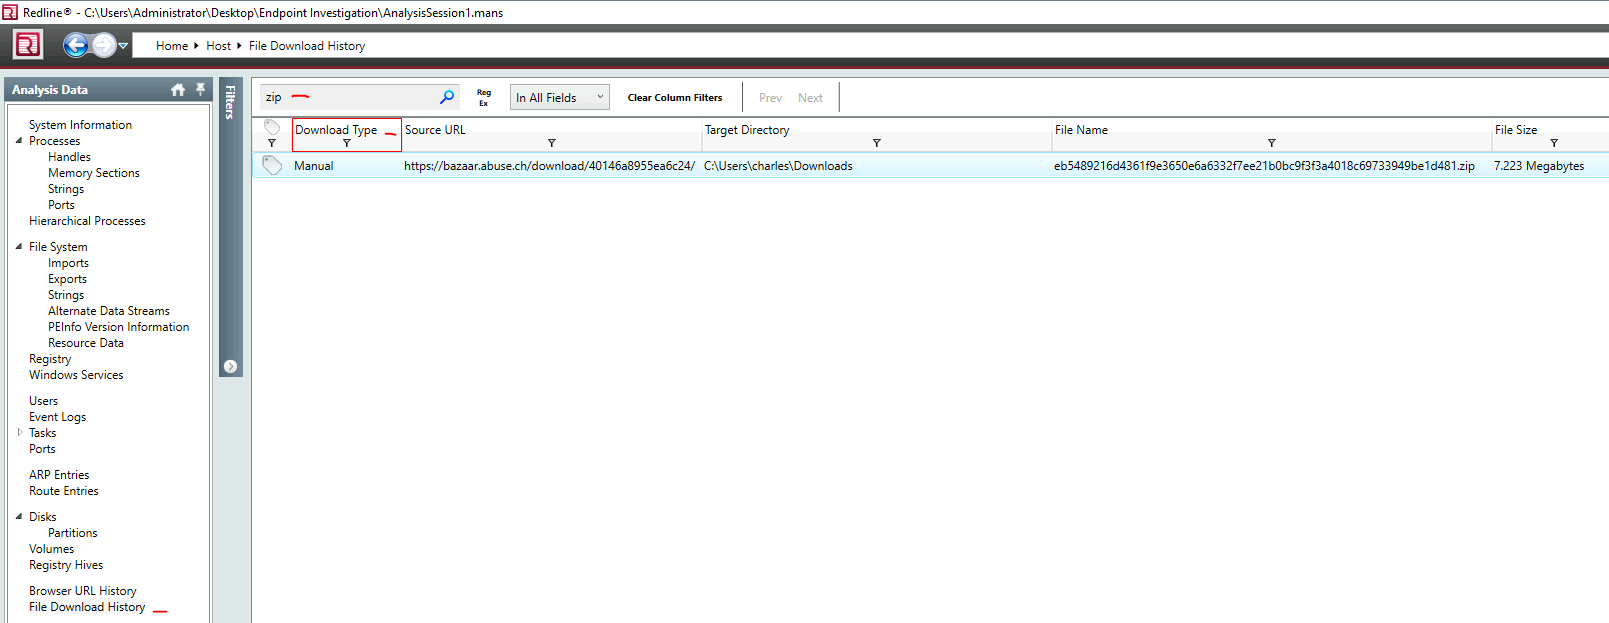 Redline® - C:\Users\Administrator\Desktop\Endpoint Investigation\AnalysisSession1.mans
Home Host File Download History
Analysis Data
System Information
Processes
Handles
Memory Sections
Strings
Ports
Hierarchical Processes
File System
Imports
Exports
Strings
Alternate Data Streams
PEInfo Version Information
Resource Data
Registry
Windows Services
Users
Event Logs
Tasks
Ports
ARP Entries
Route Entries
Disks
Partitions
Volumes
Registry Hives
Browser URL History
File Download History
Filters
zip Reg Ex In All Fields Clear Column Filters Prev Next
Download Type Source URL Target Directory File Name File Size
Manual https://bazaar.abuse.ch/download/40146a8955ea6c24/ C:\Users\charles\Downloads eb5489216d4361f9e3650e6a6332f7ee21b0bc9f3f3a4018c69733949be1d481.zip 7.223 Megabytes